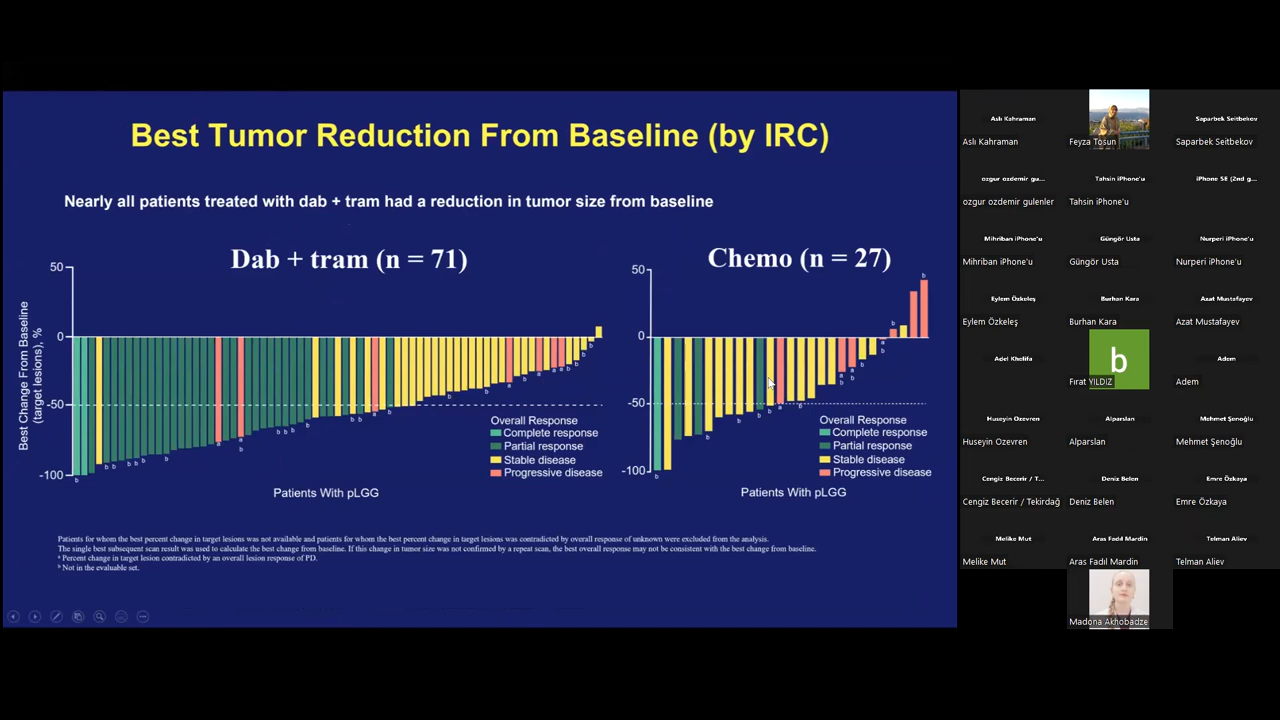 Best Tumor Reduction From Baseline (by IRC)
Nearly all patients treated with dab + tram had a reduction in tumor size from baseline
Dab + tram (n = 71)
Best Change From Baseline
(target lesions), %
50
0
-50
-100
Overall Response
Complete response
Partial response
Stable disease
Progressive disease
Patients With pLGG
Chemo (n = 27)
50
0
-50
-100
Overall Response
Complete response
Partial response
Stable disease
Progressive disease
Patients With pLGG
Patients for whom the best percent change in target lesions was not available and patients for whom the best percent change in target lesions was contradicted by overall response of unknown were excluded from the analysis.
The single best subsequent scan result was used to calculate the best change from baseline. If this change in tumor size was not confirmed by a repeat scan, the best overall response may not be consistent with the best change from baseline.
a Percent change in target lesion contradicted by an overall lesion response of PD.
b Not in the evaluable set.
Aslı Kahraman
Aslı Kahraman
Feyza Tosun
Saparbek Seitbekov
Saparbek Seitbekov
ozgur ozdemir gu...
ozgur ozdemir gulenler
Tahsin iPhone'u
Tahsin iPhone'u
iPhone SE (2nd g...
Mihriban iPhone'u
Mihriban iPhone'u
Güngör Usta
Güngör Usta
Nurperi iPhone'u
Nurperi iPhone'u
Eylem Özkeleş
Eylem Özkeleş
Burhan Kara
Burhan Kara
Azat Mustafayev
Azat Mustafayev
Adel Khelifa
b
Fırat YILDIZ
Adem
Adem
Huseyin Ozevren
Huseyin Ozevren
Alparslan
Alparslan
Mehmet Şenoğlu
Mehmet Şenoğlu
Cengiz Becerir / T...
Cengiz Becerir / Tekirdağ
Deniz Belen
Deniz Belen
Emre Özkaya
Emre Özkaya
Melike Mut
Melike Mut
Aras Fadıl Mardin
Aras Fadıl Mardin
Telman Aliev
Telman Aliev
Madona Akhobadze